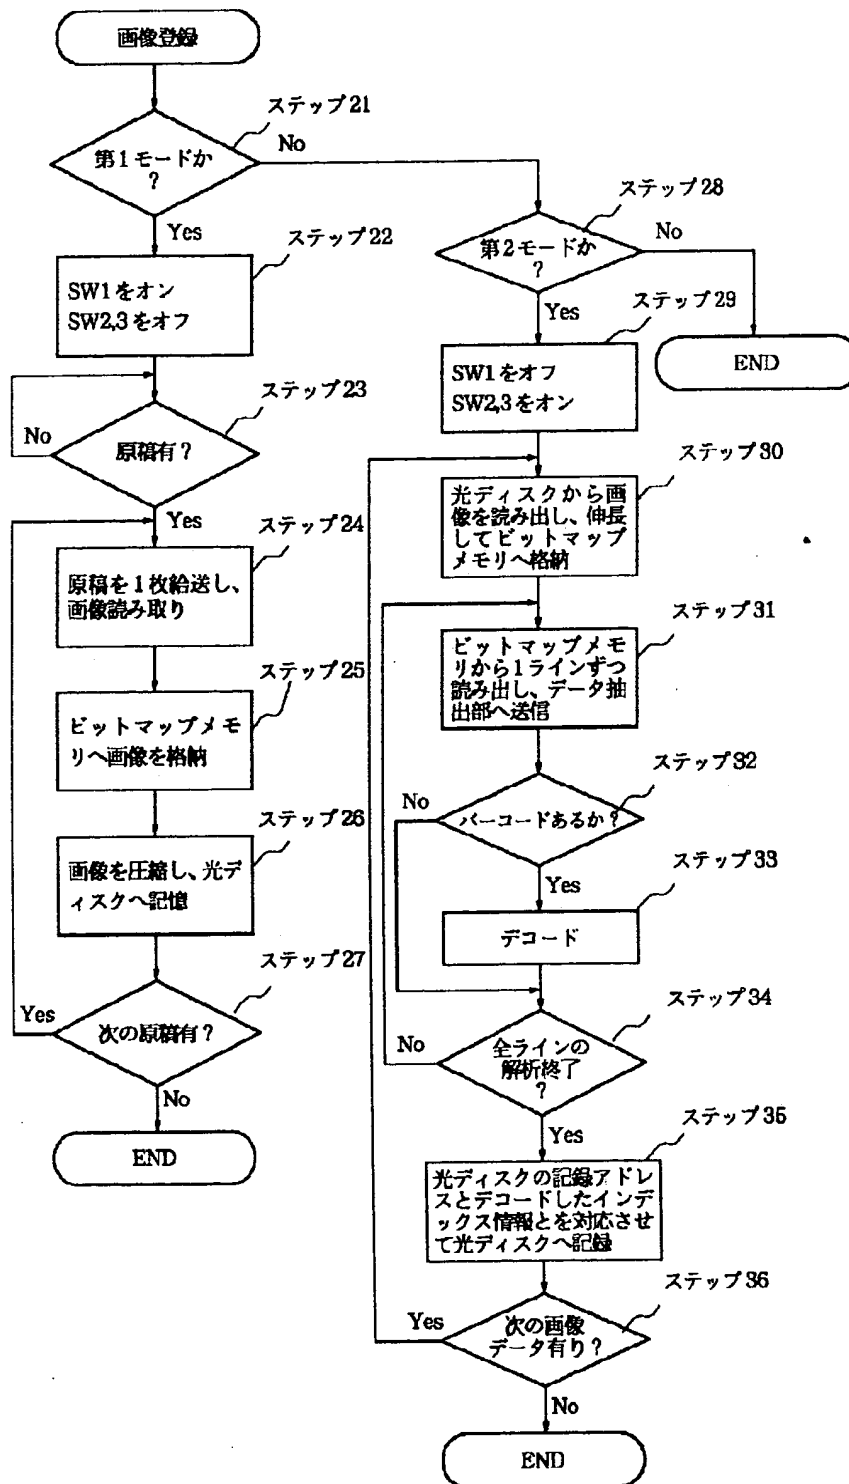 画像登録
ステップ21
第1モードか
?
No
Yes
ステップ22
SW1をオン
SW2,3をオフ
ステップ23
No
原稿有?
Yes
ステップ24
原稿を1枚給送し、
画像読み取り
ステップ25
ビットマップメモ
リへ画像を格納
ステップ26
画像を圧縮し、光デ
ィスクへ記憶
ステップ27
Yes
次の原稿有?
No
END
ステップ28
第2モードか
?
No
Yes
END
ステップ29
SW1をオフ
SW2,3をオン
ステップ30
光ディスクから画
像を読み出し、伸長
してビットマップ
メモリへ格納
ステップ31
ビットマップメモ
リから1ラインずつ
読み出し、データ抽
出部へ送信
ステップ32
No
バーコードあるか?
Yes
ステップ33
デコード
ステップ34
No
全ラインの
解析終了
?
Yes
ステップ35
光ディスクの記録アドレ
スとデコードしたインデ
ックス情報とを対応させ
て光ディスクへ記録
ステップ36
Yes
次の画像
データ有り?
No
END